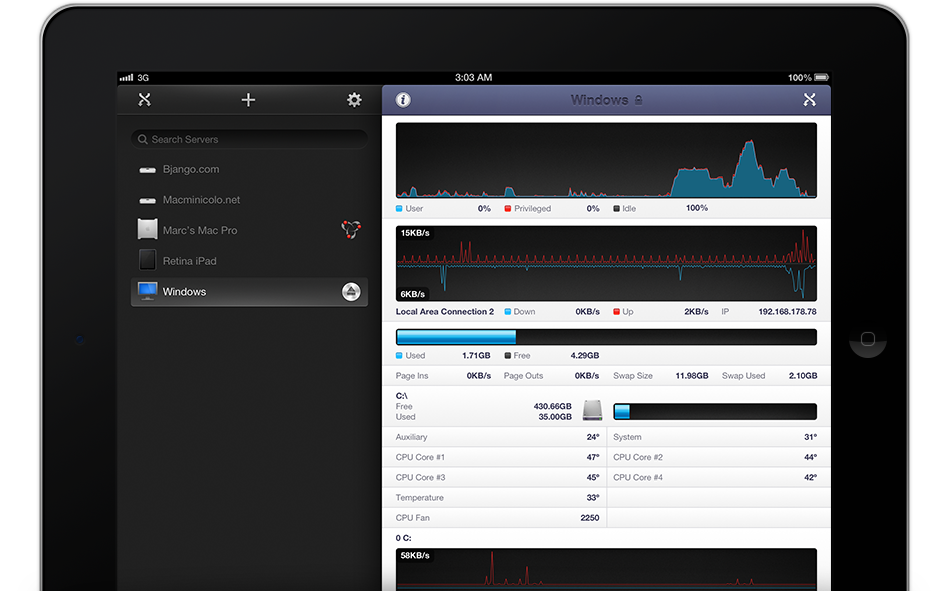 3G 3:03 AM 100%
Windows
Search Servers
Bjango.com
Macminicolo.net
Marc's Mac Pro
Retina iPad
Windows
User 0% Privileged 0% Idle 100%
15KB/s
6KB/s
Local Area Connection 2 Down 0KB/s Up 2KB/s IP 192.168.178.78
Used 1.71GB Free 4.29GB
Page Ins 0KB/s Page Outs 0KB/s Swap Size 11.98GB Swap Used 2.10GB
C:\
Free 430.66GB
Used 35.00GB
Auxiliary 24° System 31°
CPU Core #1 47° CPU Core #2 44°
CPU Core #3 45° CPU Core #4 42°
Temperature 33°
CPU Fan 2250
0 C:
58KB/s